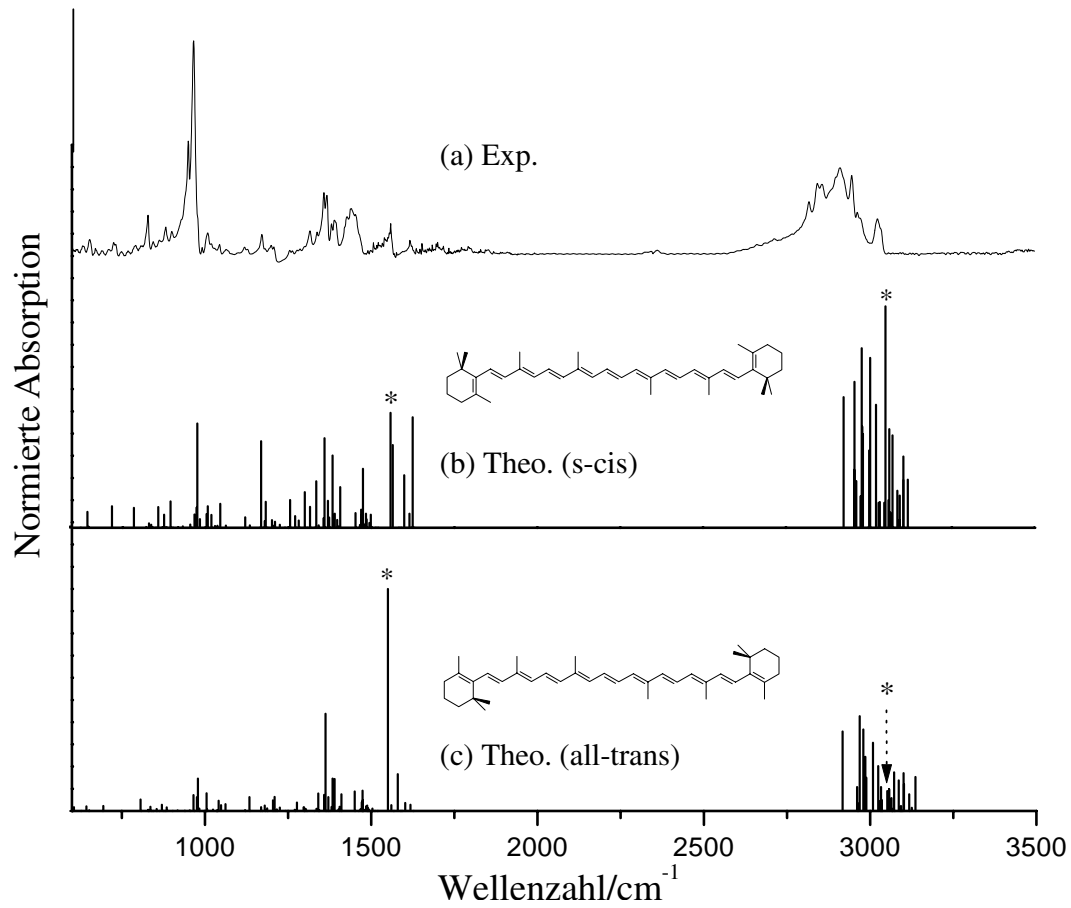 Normierte Absorption
(a) Exp.
*
*
(b) Theo. (s-cis)
*
*
(c) Theo. (all-trans)
1000 1500 2000 2500 3000 3500
Wellenzahl/cm⁻¹